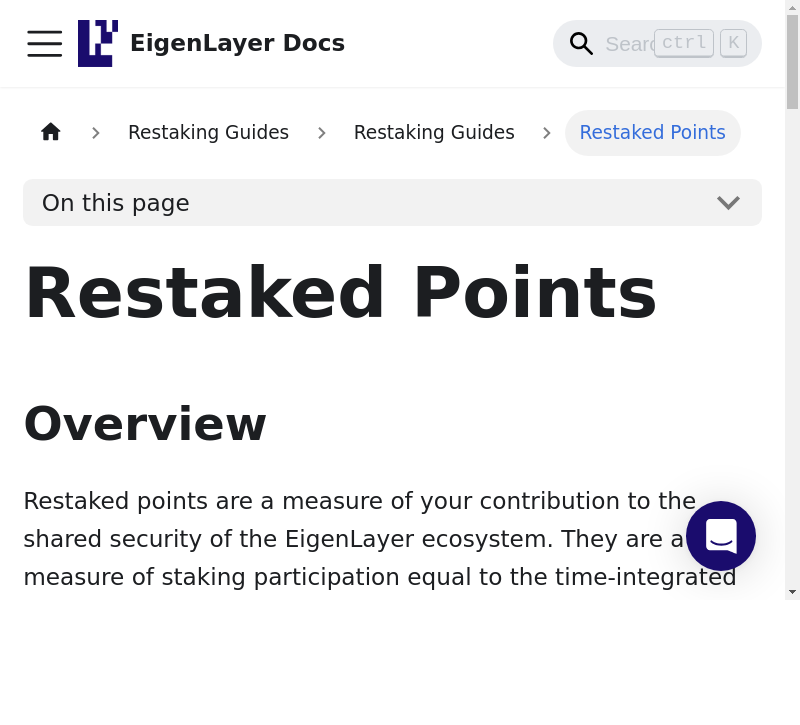 EigenLayer Docs
Searc ctrl K
Restaking Guides Restaking Guides Restaked Points
On this page
Restaked Points
Overview
Restaked points are a measure of your contribution to the
shared security of the EigenLayer ecosystem. They are a
measure of staking participation equal to the time-integrated